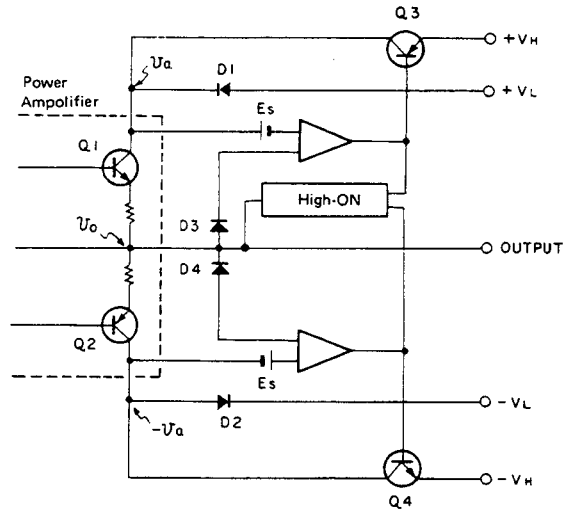 Q3
+VH
Va
D1
+VL
Power
Ampolifier
Es
Q1
High-ON
D3
Vo
OUTPUT
D4
Q2
Es
-VL
D2
-Va
-VH
Q4